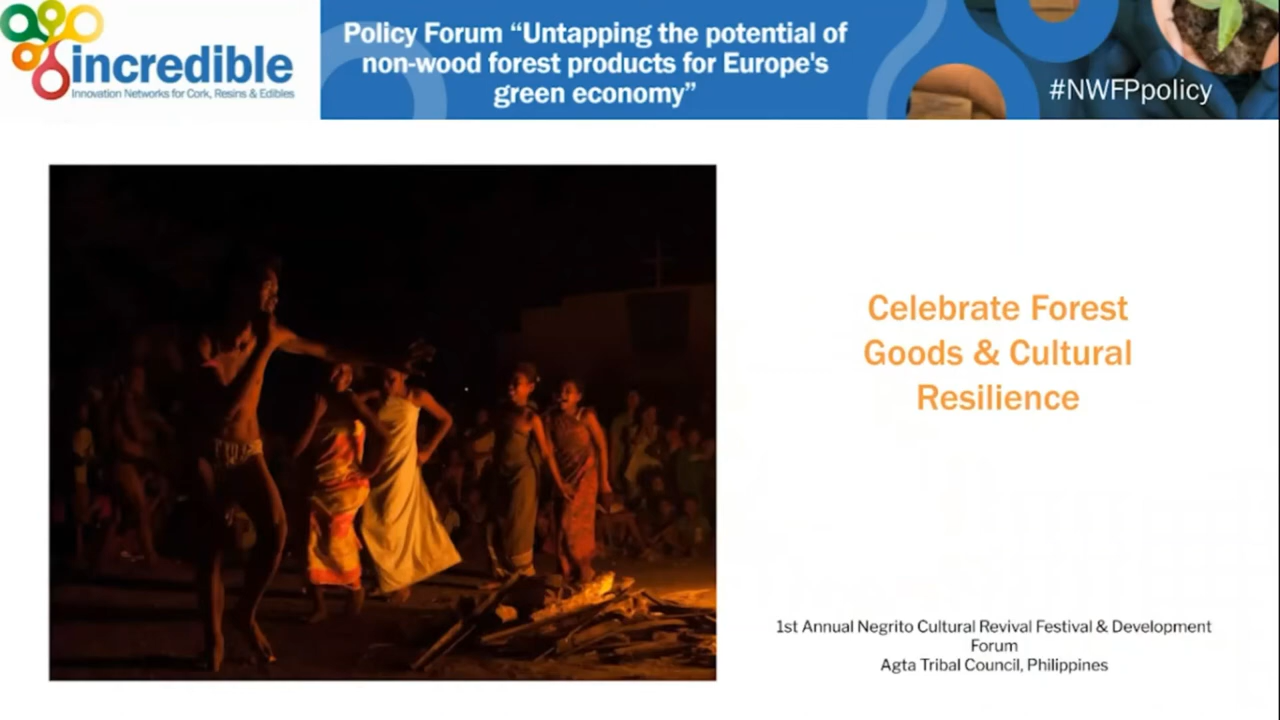 incredible
Innovation Networks for Cork, Resins & Edibles
Policy Forum “Untapping the potential of
non-wood forest products for Europe's
green economy”
#NWFPpolicy
Celebrate Forest
Goods & Cultural
Resilience
1st Annual Negrito Cultural Revival Festival & Development
Forum
Agta Tribal Council, Philippines